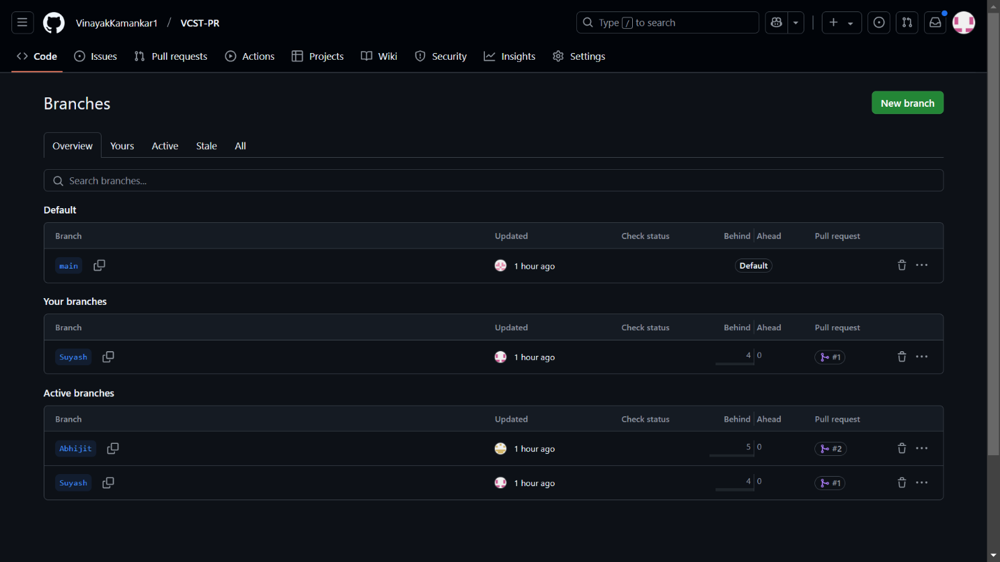 VinayakKamankar1 / VCST-PR
Type / to search
Code Issues Pull requests Actions Projects Wiki Security Insights Settings
Branches
New branch
Overview Yours Active Stale All
Search branches...
Default
Branch Updated Check status Behind Ahead Pull request
main 1 hour ago Default
Your branches
Branch Updated Check status Behind Ahead Pull request
Suyash 1 hour ago 4 0 #1
Active branches
Branch Updated Check status Behind Ahead Pull request
Abhijit 1 hour ago 5 0 #2
Suyash 1 hour ago 4 0 #1